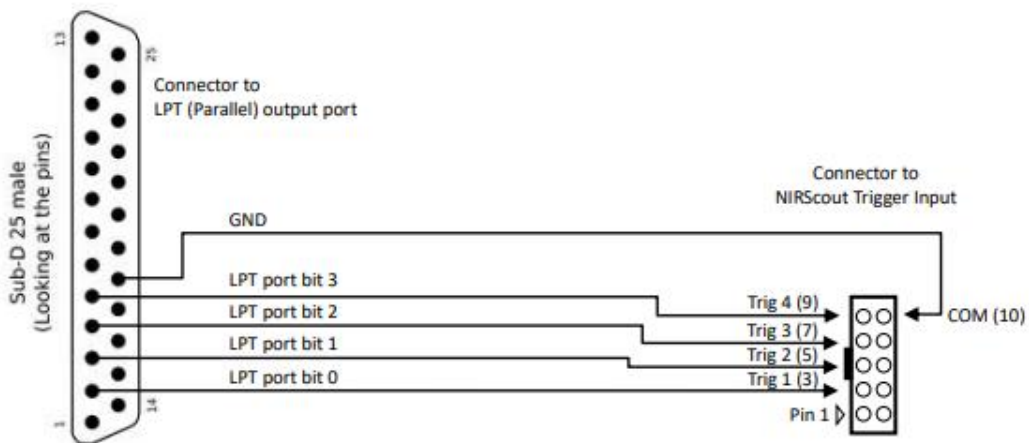 13
25
Connector to
LPT (Parallel) output port
Sub-D 25 male
(Looking at the pins)
Connector to
NIRScout Trigger Input
GND
LPT port bit 3
Trig 4 (9)
COM (10)
LPT port bit 2
Trig 3 (7)
LPT port bit 1
Trig 2 (5)
LPT port bit 0
Trig 1 (3)
Pin 1
14
1